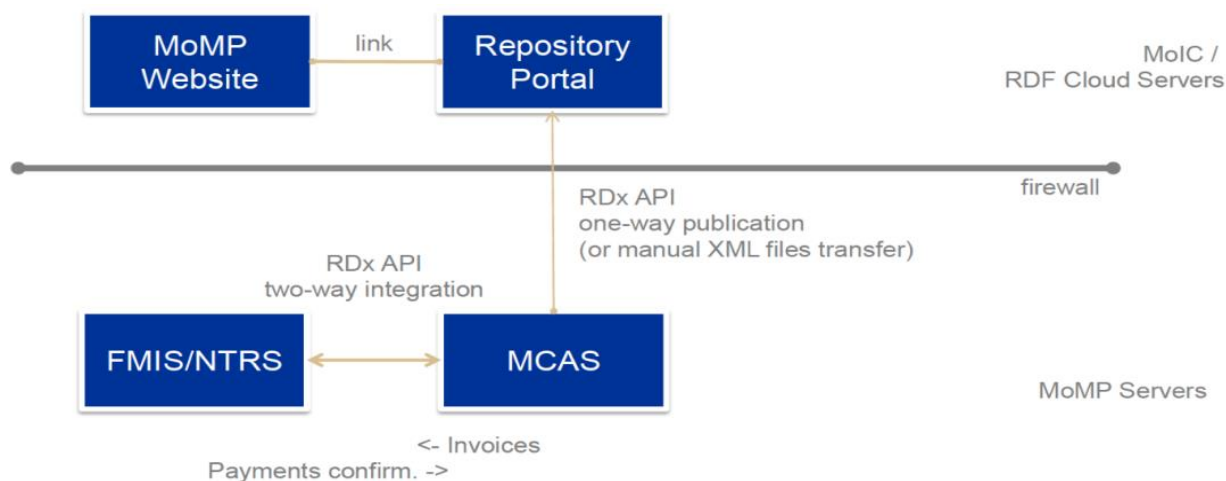 MoMP
Website
link
Repository
Portal
MoIC /
RDF Cloud Servers
firewall
RDx API
one-way publication
(or manual XML files transfer)
RDx API
two-way integration
FMIS/NTRS
MCAS
MoMP Servers
<- Invoices
Payments confirm. ->